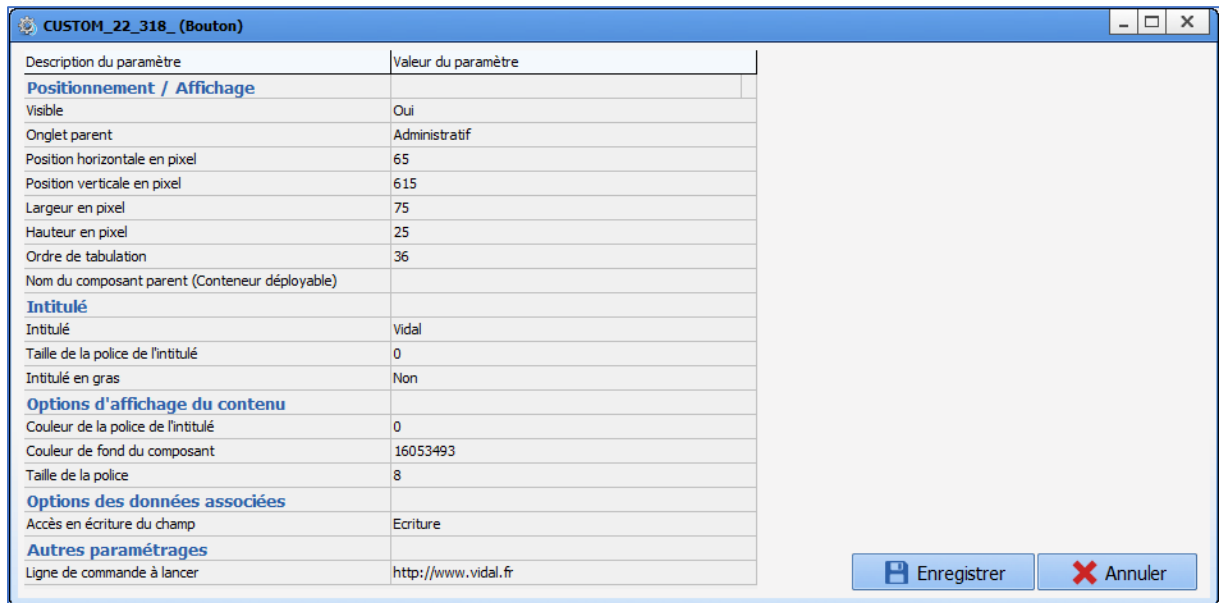 CUSTOM_22_318_ (Bouton)
Description du paramètre Valeur du paramètre
Positionnement / Affichage
Visible Oui
Onglet parent Administratif
Position horizontale en pixel 65
Position verticale en pixel 615
Largeur en pixel 75
Hauteur en pixel 25
Ordre de tabulation 36
Nom du composant parent (Conteneur déployable)
Intitulé
Intitulé Vidal
Taille de la police de l'intitulé 0
Intitulé en gras Non
Options d'affichage du contenu
Couleur de la police de l'intitulé 0
Couleur de fond du composant 16053493
Taille de la police 8
Options des données associées
Accès en écriture du champ Ecriture
Autres paramétrages
Ligne de commande à lancer http://www.vidal.fr
Enregistrer Annuler